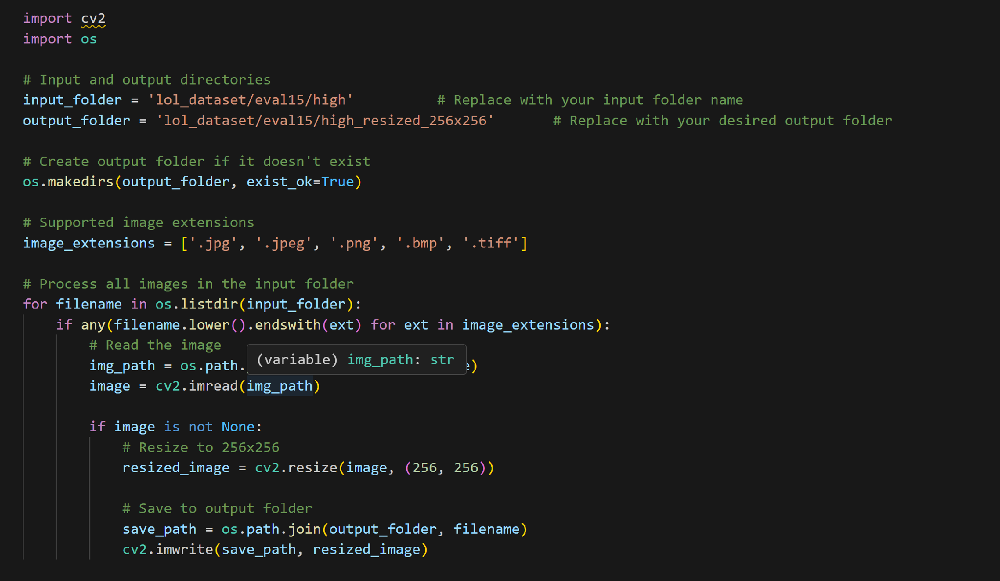 import cv2
import os
# Input and output directories
input_folder = 'lol_dataset/eval15/high'          # Replace with your input folder name
output_folder = 'lol_dataset/eval15/high_resized_256x256'       # Replace with your desired output folder
# Create output folder if it doesn't exist
os.makedirs(output_folder, exist_ok=True)
# Supported image extensions
image_extensions = ['.jpg', '.jpeg', '.png', '.bmp', '.tiff']
# Process all images in the input folder
for filename in os.listdir(input_folder):
    if any(filename.lower().endswith(ext) for ext in image_extensions):
        # Read the image
(variable) img_path: str
        img_path = os.path.
        image = cv2.imread(img_path)
        if image is not None:
            # Resize to 256x256
            resized_image = cv2.resize(image, (256, 256))
            # Save to output folder
            save_path = os.path.join(output_folder, filename)
            cv2.imwrite(save_path, resized_image)